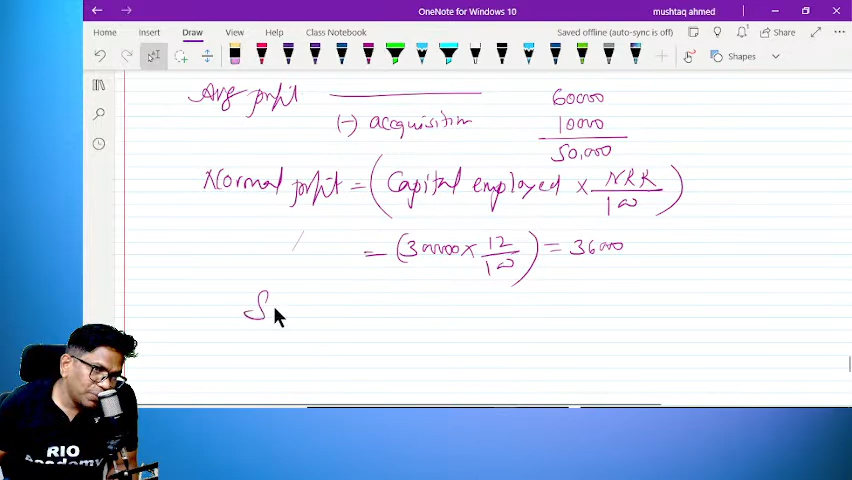 OneNote for Windows 10
mushtaq ahmed
Home Insert Draw View Help Class Notebook
Saved offline (auto-sync is off) Share
Shapes
Avg profit 60000
(-) accquisition 10000
50,000
Normal profit = (Capital employed × NRR/100)
= (300000 × 12/100) = 36000
S
RIO
Academy